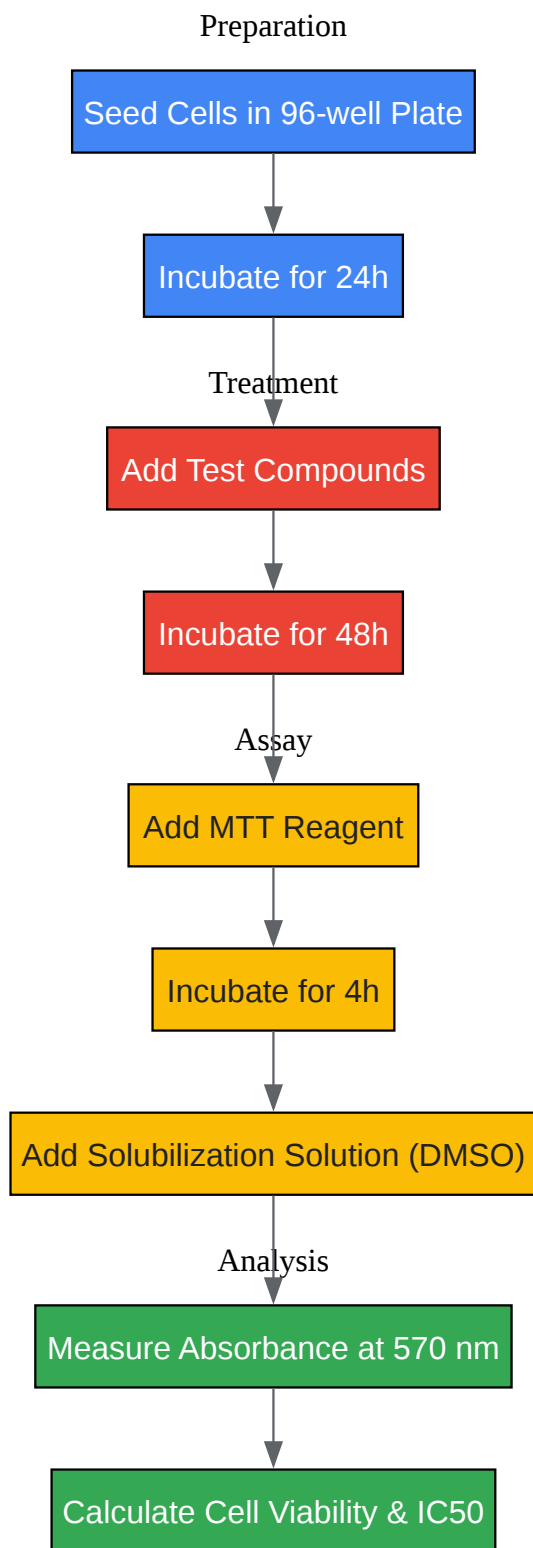 Preparation
Seed Cells in 96-well Plate
Incubate for 24h
Treatment
Add Test Compounds
Incubate for 48h
Assay
Add MTT Reagent
Incubate for 4h
Add Solubilization Solution (DMSO)
Analysis
Measure Absorbance at 570 nm
Calculate Cell Viability & IC50